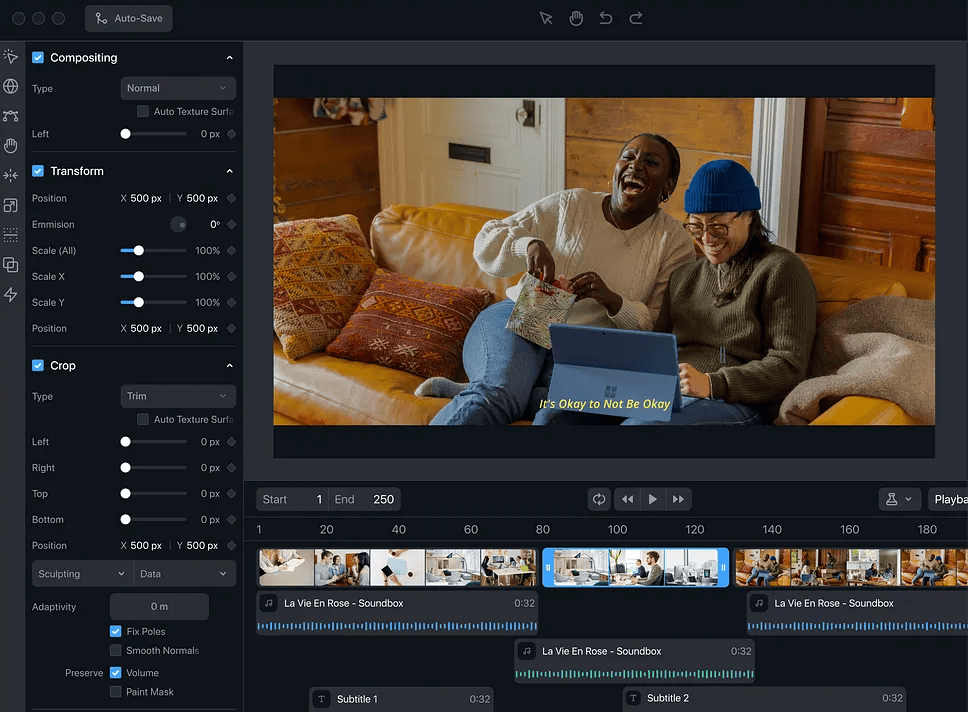 Auto-Save
Compositing
Type Normal
Auto Texture Surfa
Left 0 px
Transform
Position X 500 px Y 500 px
Emmision 0º
Scale (All) 100%
Scale X 100%
Scale Y 100%
Position X 500 px Y 500 px
Crop
Type Trim
Auto Texture Surfa
Left 0 px
Right 0 px
Top 0 px
Bottom 0 px
Position X 500 px Y 500 px
Sculpting Data
Adaptivity 0 m
Fix Poles
Smooth Normals
Preserve Volume
Paint Mask
It's Okay to Not Be Okay
Start 1 End 250
Playba
1 20 40 60 80 100 120 140 160 180
La Vie En Rose - Soundbox 0:32
La Vie En Rose - Soundbox
La Vie En Rose - Soundbox 0:32
T Subtitle 1 0:32
T Subtitle 2 0:32